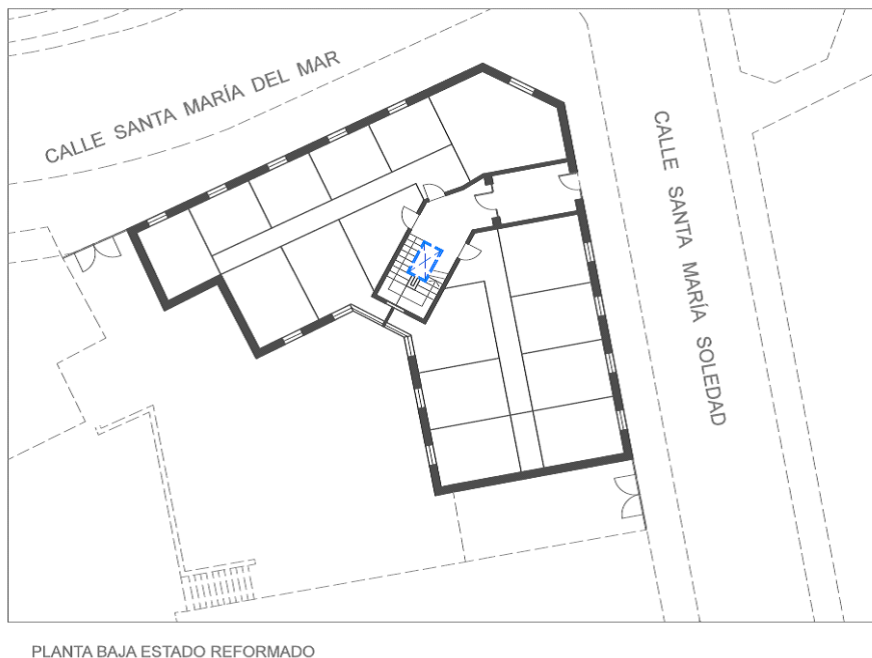 CALLE SANTA MARÍA DEL MAR
CALLE SANTA MARÍA SOLEDAD
PLANTA BAJA ESTADO REFORMADO